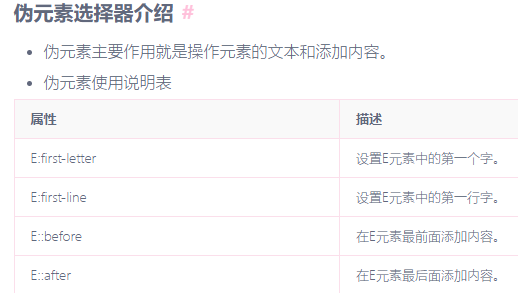 伪元素选择器介绍 #
伪元素主要作用就是操作元素的文本和添加内容。
伪元素使用说明表
属性 描述
E:first-letter 设置E元素中的第一个字。
E:first-line 设置E元素中的第一行字。
E::before 在E元素最前面添加内容。
E::after 在E元素最后面添加内容。